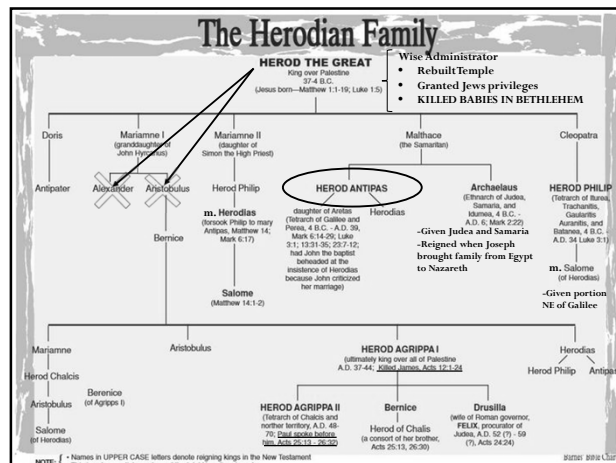 The Herodian Family
HEROD THE GREAT
King over Palestine
37-4 B.C.
(Jesus born—Matthew 1:1-19; Luke 1:5)
Wise Administrator
• Rebuilt Temple
• Granted Jews privileges
• KILLED BABIES IN BETHLEHEM
Doris
Mariamne I
(granddaughter of
John Hyrcanus)
Mariamne II
(daughter of
Simon the High Priest)
Malthace
(the Samaritan)
Cleopatra
Antipater
Alexander
Aristobulus
Herod Philip
HEROD ANTIPAS
Archaelaus
(Ethnarch of Judea,
Samaria, and
Idumea, 4 B.C. -
A.D. 6; Mark 2:22)
HEROD PHILIP
(Tetrach of Iturea,
Trachanitis,
Gaularitis
Auranitis, and
Batanea, 4 B.C. -
A.D. 34 Luke 3:1)
Bernice
m. Herodias
(forsook Philip to mary
Antipas, Matthew 14;
Mark 6:17)
daughter of Aretas
(Tetrarch of Galilee and
Perea, 4 B.C. - A.D. 39,
Mark 6:14-29; Luke
3:1; 13:31-35; 23:7-12;
had John the baptist
beheaded at the
insistence of Herodias
because John criticized
her marriage)
Herodias
-Given Judea and Samaria
-Reigned when Joseph
brought family from Egypt
to Nazareth
m. Salome
(of Herodias)
-Given portion
NE of Galilee
Salome
(Matthew 14:1-2)
Mariamne
Herod Chalcis
Aristobulus
Salome
(of Herodias)
Berenice
(of Agripps I)
Aristobulus
HEROD AGRIPPA I
(ultimately king over all of Palestine
A.D. 37-44; Killed James, Acts 12:1-24
Herodias
Herod Philip
Antipas
HEROD AGRIPPA II
(Tetrarch of Chalcis and
norther territory, A.D. 48-
70; Paul spoke before
him, Acts 25:13 - 26:32)
Bernice
Herod of Chalis
(a consort of her brother,
Acts 25:13, 26:30)
Drusilla
(wife of Roman governor,
FELIX, procurator of
Judea, A.D. 52 (?) - 59
(?), Acts 24:24)
NOTE: { • Names in UPPER CASE letters denote reigning kings in the New Testament